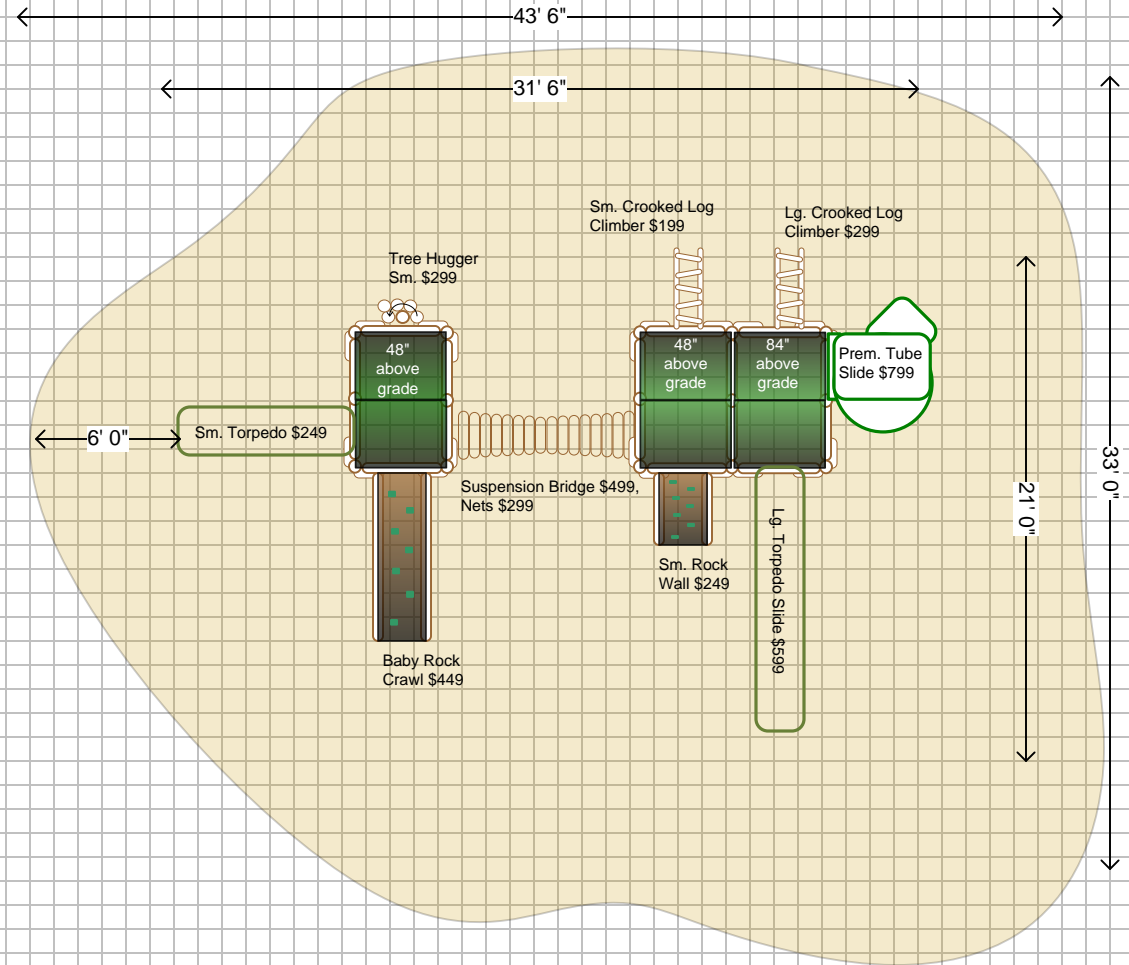 43' 6"
31' 6"
Sm. Crooked Log
Climber $199
Lg. Crooked Log
Climber $299
Tree Hugger
Sm. $299
48"
above
grade
48"
above
grade
84"
above
grade
Prem. Tube
Slide $799
6' 0"
Sm. Torpedo $249
Suspension Bridge $499,
Nets $299
33' 0"
21' 0"
Lg. Torpedo Slide $599
Sm. Rock
Wall $249
Baby Rock
Crawl $449